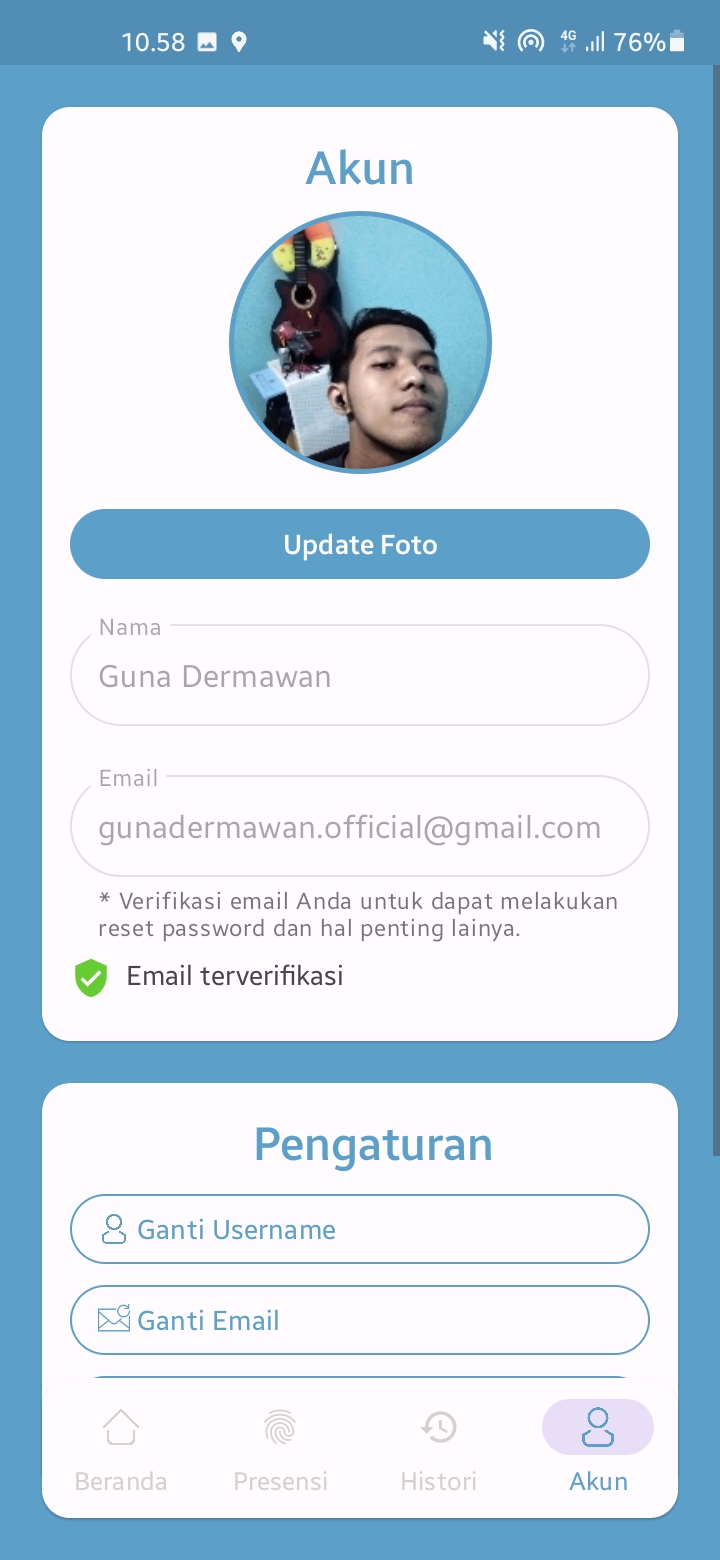 10.58
4G
76%
Akun
Update Foto
Nama
Guna Dermawan
Email
gunadermawan.official@gmail.com
* Verifikasi email Anda untuk dapat melakukan
reset password dan hal penting lainya.
Email terverifikasi
Pengaturan
Ganti Username
Ganti Email
Beranda
Presensi
Histori
Akun